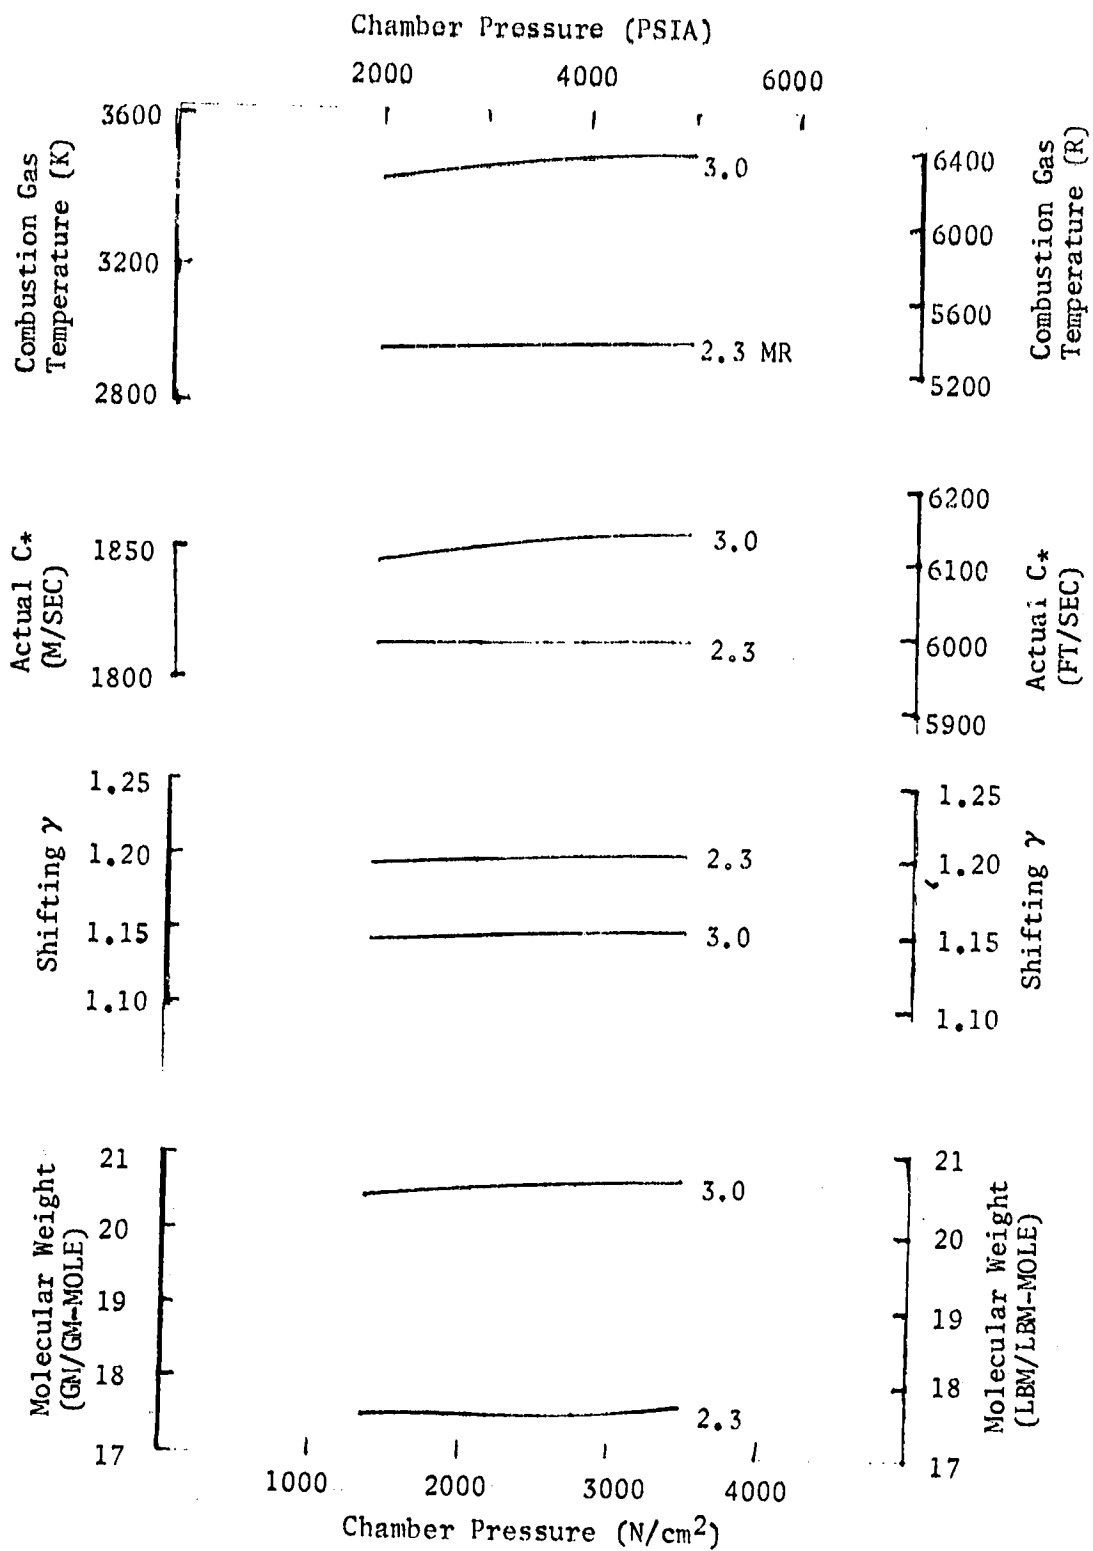 Chamber Pressure (PSIA)
2000 4000 6000
Combustion Gas
Temperature (K)
3600
3200
2800
3.0
2.3 MR
6400
6000
5600
5200
Combustion Gas
Temperature (R)
Actual C*
(M/SEC)
1850
1800
3.0
2.3
6200
6100
6000
5900
Actual C*
(FT/SEC)
Shifting γ
1.25
1.20
1.15
1.10
2.3
3.0
1.25
1.20
1.15
1.10
Shifting γ
Molecular Weight
(GM/GM-MOLE)
21
20
19
18
17
3.0
2.3
21
20
19
18
17
Molecular Weight
(LBM/LBM-MOLE)
1000 2000 3000 4000
Chamber Pressure (N/cm²)